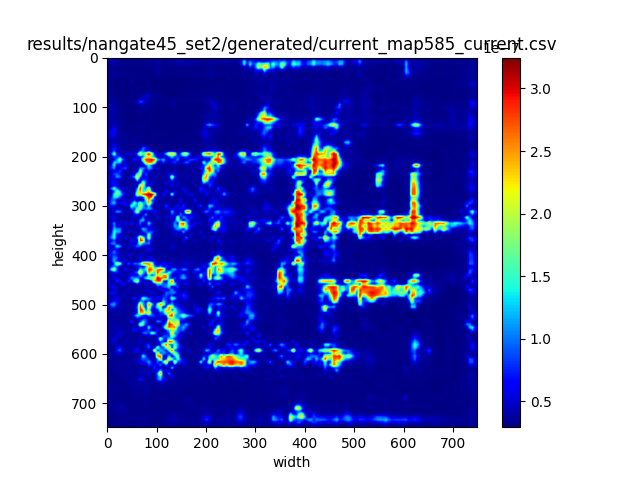 results/nangate45_set2/generated/current_map585_current.csv
1e−7
0
100
200
300
400
500
600
700
height
0 100 200 300 400 500 600 700
width
3.0
2.5
2.0
1.5
1.0
0.5